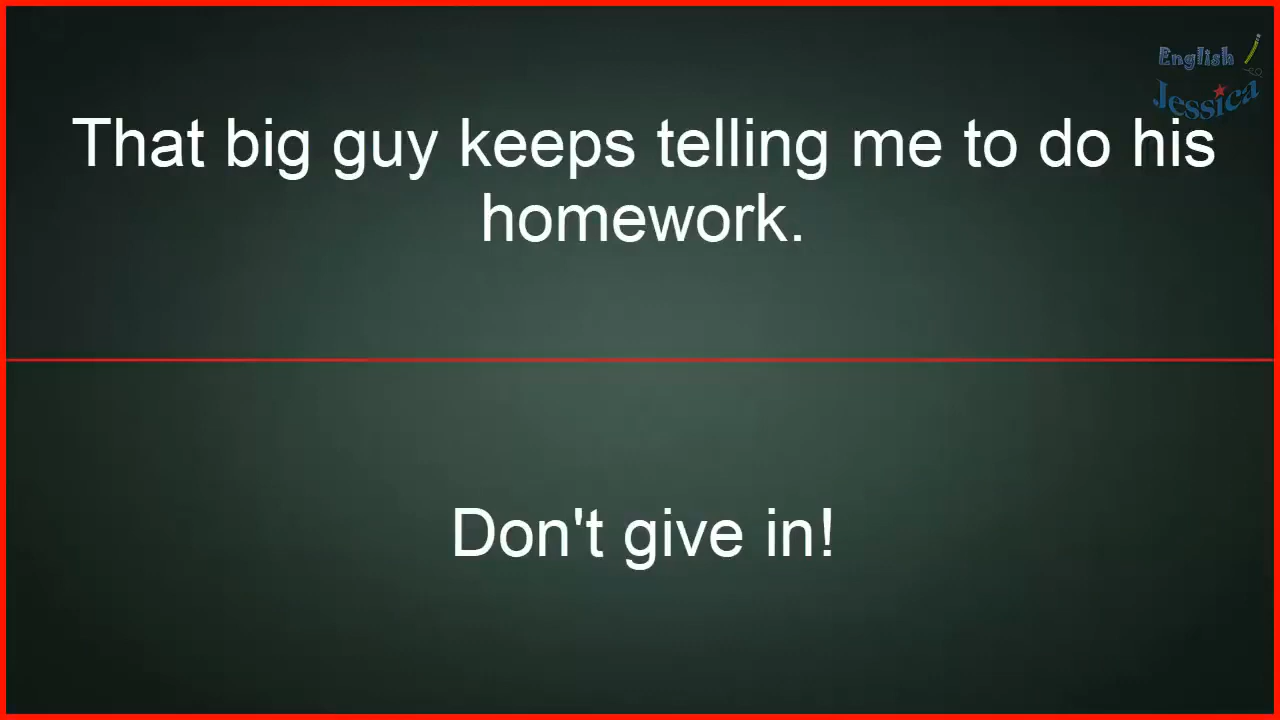 English
Jessica
That big guy keeps telling me to do his
homework.
Don't give in!